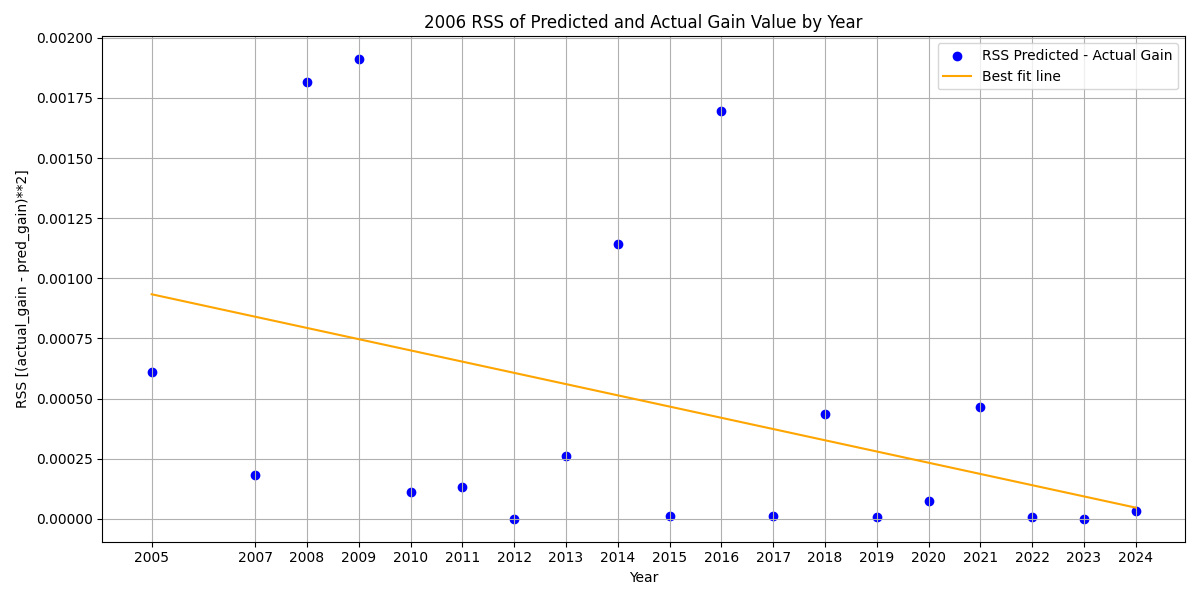 2006 RSS of Predicted and Actual Gain Value by Year
RSS Predicted - Actual Gain
Best fit line
RSS [(actual_gain - pred_gain)**2]
0.00200
0.00175
0.00150
0.00125
0.00100
0.00075
0.00050
0.00025
0.00000
2005 2007 2008 2009 2010 2011 2012 2013 2014 2015 2016 2017 2018 2019 2020 2021 2022 2023 2024
Year